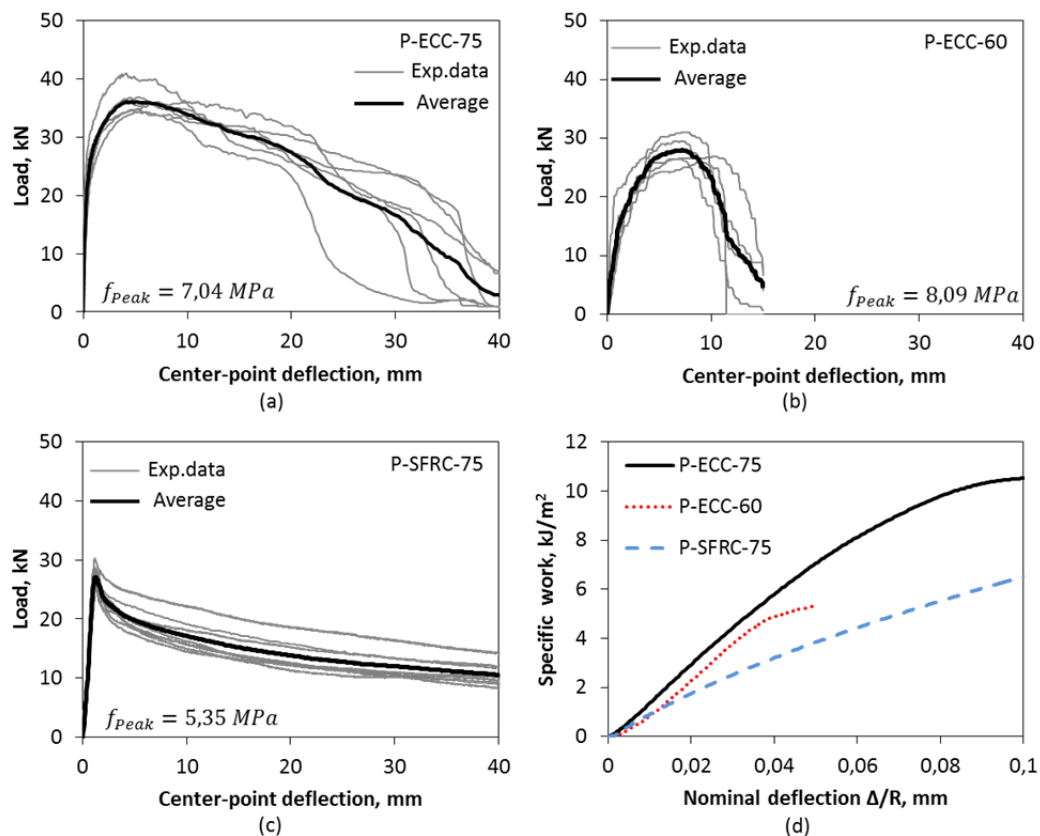 50
40
30
20
10
0
Load, kN
P-ECC-75
Exp.data
Average
f_Peak = 7,04 MPa
0 10 20 30 40
Center-point deflection, mm
(a)
50
40
30
20
10
0
Load, kN
P-ECC-60
Exp.data
Average
f_Peak = 8,09 MPa
0 10 20 30 40
Center-point deflection, mm
(b)
50
40
30
20
10
0
Load, kN
P-SFRC-75
Exp.data
Average
f_Peak = 5,35 MPa
0 10 20 30 40
Center-point deflection, mm
(c)
12
10
8
6
4
2
0
Specific work, kJ/m²
P-ECC-75
P-ECC-60
P-SFRC-75
0 0,02 0,04 0,06 0,08 0,1
Nominal deflection Δ/R, mm
(d)